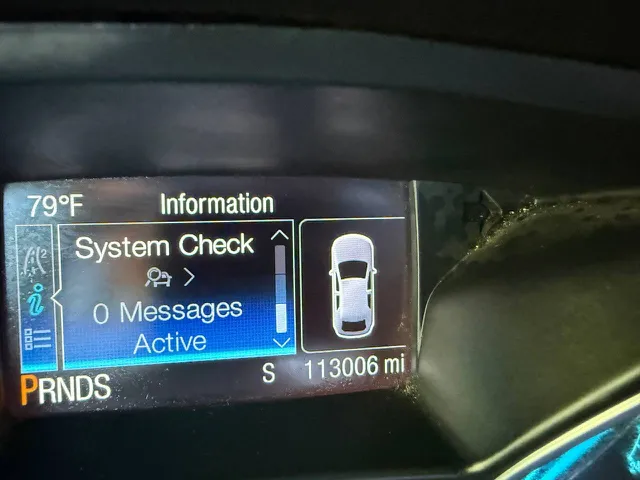 79°F Information
System Check
0 Messages
Active
PRNDS S 113006 mi